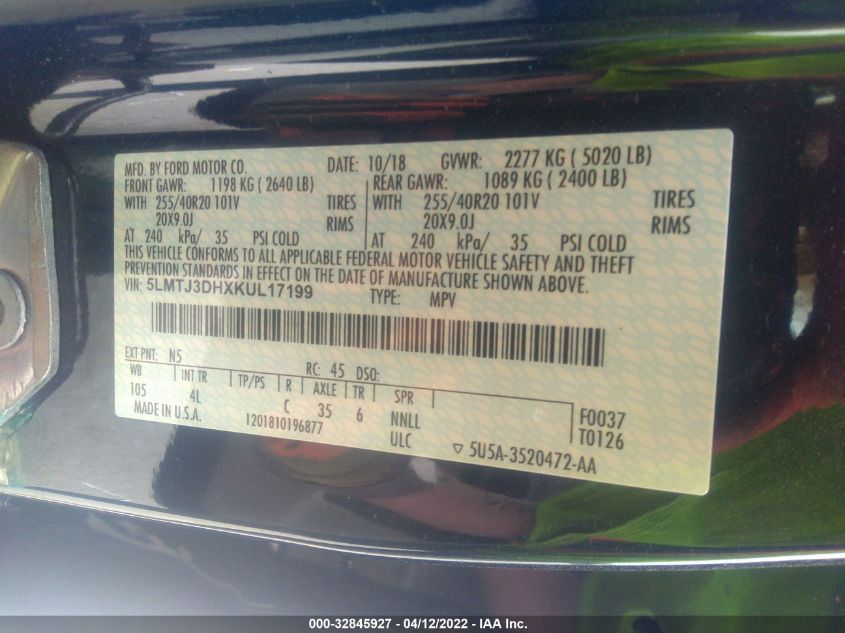 MFD. BY FORD MOTOR CO. DATE: 10/18 GVWR: 2277 KG ( 5020 LB)
FRONT GAWR: 1198 KG ( 2640 LB) REAR GAWR: 1089 KG ( 2400 LB)
WITH 255/40R20 101V TIRES WITH 255/40R20 101V TIRES
20X9.0J RIMS 20X9.0J RIMS
AT 240 kPa/ 35 PSI COLD AT 240 kPa/ 35 PSI COLD
THIS VEHICLE CONFORMS TO ALL APPLICABLE FEDERAL MOTOR VEHICLE SAFETY AND THEFT
PREVENTION STANDARDS IN EFFECT ON THE DATE OF MANUFACTURE SHOWN ABOVE.
VIN: 5LMTJ3DHXKUL17199 TYPE: MPV
EXT PNT: N5 RC: 45 DSO:
WB INT TR TP/PS R AXLE TR SPR
105 4L C 35 6 NNLL F0037
MADE IN U.S.A. 1201810196877 ULC T0126
▽ 5U5A-3520472-AA
000-32845927 - 04/12/2022 - IAA Inc.